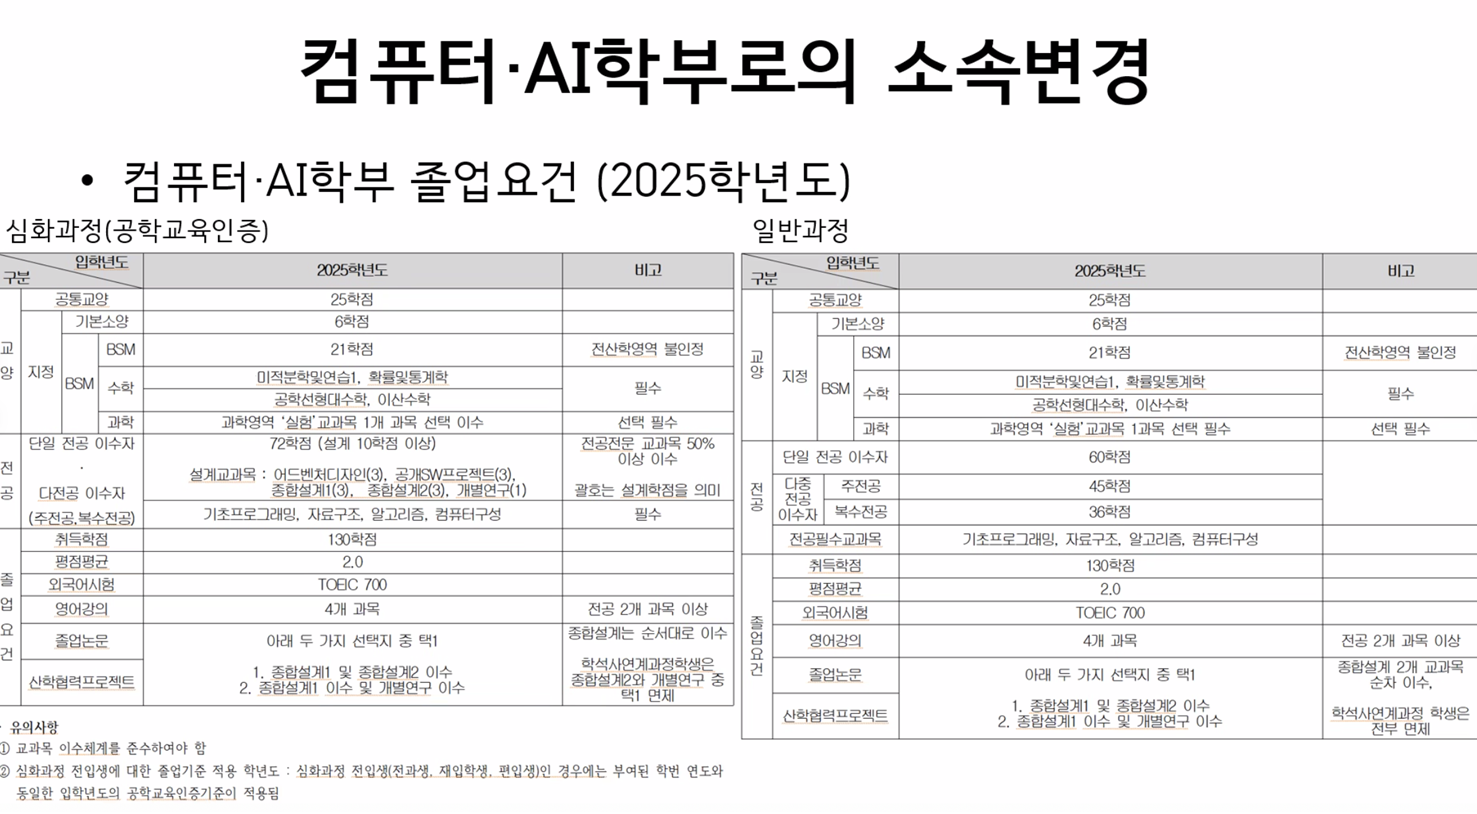 컴퓨터·AI학부로의 소속변경
• 컴퓨터·AI학부 졸업요건 (2025학년도)
심화과정(공학교육인증)
입학년도
구분
2025학년도
비고
교양
공통교양
25학점
지정
기본소양
6학점
BSM
BSM
21학점
전산학영역 불인정
수학
미적분학및연습1, 확률및통계학
공학선형대수학, 이산수학
필수
과학
과학영역 '실험'교과목 1개 과목 선택 이수
선택 필수
전공
단일 전공 이수자
·
다전공 이수자
(주전공,복수전공)
72학점 (설계 10학점 이상)
설계교과목 : 어드벤처디자인(3), 공개SW프로젝트(3),
종합설계1(3), 종합설계2(3), 개별연구(1)
전공전문 교과목 50%
이상 이수
괄호는 설계학점을 의미
기초프로그래밍, 자료구조, 알고리즘, 컴퓨터구성
필수
졸업요건
취득학점
130학점
평점평균
2.0
외국어시험
TOEIC 700
영어강의
4개 과목
전공 2개 과목 이상
졸업논문
산학협력프로젝트
아래 두 가지 선택지 중 택1
1. 종합설계1 및 종합설계2 이수
2. 종합설계1 이수 및 개별연구 이수
종합설계는 순서대로 이수
학석사연계과정학생은
종합설계2와 개별연구 중
택1 면제
· 유의사항
① 교과목 이수체계를 준수하여야 함
② 심화과정 전입생에 대한 졸업기준 적용 학년도 : 심화과정 전입생(전과생, 재입학생, 편입생)인 경우에는 부여된 학번 연도와
동일한 입학년도의 공학교육인증기준이 적용됨
일반과정
입학년도
구분
2025학년도
비고
교양
공통교양
25학점
지정
기본소양
6학점
BSM
BSM
21학점
전산학영역 불인정
수학
미적분학및연습1, 확률및통계학
공학선형대수학, 이산수학
필수
과학
과학영역 '실험'교과목 1과목 선택 필수
선택 필수
전공
단일 전공 이수자
60학점
다중
전공
이수자
주전공
45학점
복수전공
36학점
전공필수교과목
기초프로그래밍, 자료구조, 알고리즘, 컴퓨터구성
졸업요건
취득학점
130학점
평점평균
2.0
외국어시험
TOEIC 700
영어강의
4개 과목
전공 2개 과목 이상
졸업논문
산학협력프로젝트
아래 두 가지 선택지 중 택1
1. 종합설계1 및 종합설계2 이수
2. 종합설계1 이수 및 개별연구 이수
종합설계 2개 교과목
순차 이수,
학석사연계과정 학생은
전부 면제